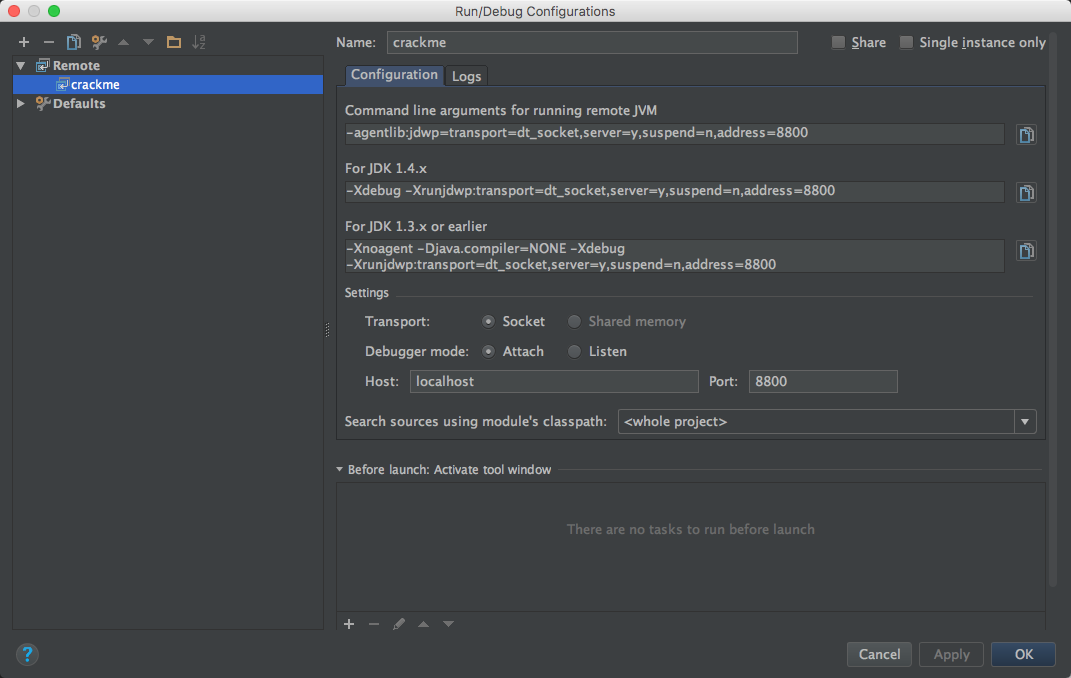 Run/Debug Configurations
Name: crackme Share Single instance only
Remote
crackme
Defaults
Configuration Logs
Command line arguments for running remote JVM
-agentlib:jdwp=transport=dt_socket,server=y,suspend=n,address=8800
For JDK 1.4.x
-Xdebug -Xrunjdwp:transport=dt_socket,server=y,suspend=n,address=8800
For JDK 1.3.x or earlier
-Xnoagent -Djava.compiler=NONE -Xdebug
-Xrunjdwp:transport=dt_socket,server=y,suspend=n,address=8800
Settings
Transport: Socket Shared memory
Debugger mode: Attach Listen
Host: localhost Port: 8800
Search sources using module's classpath: <whole project>
Before launch: Activate tool window
There are no tasks to run before launch
? Cancel Apply OK